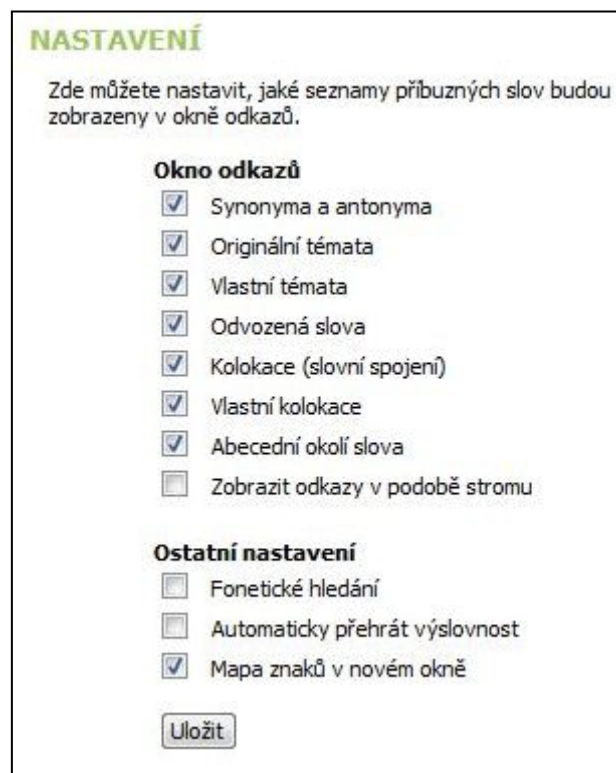 NASTAVENÍ
Zde můžete nastavit, jaké seznamy příbuzných slov budou
zobrazeny v okně odkazů.
Okno odkazů
Synonyma a antonyma
Originální témata
Vlastní témata
Odvozená slova
Kolokace (slovní spojení)
Vlastní kolokace
Abecední okolí slova
Zobrazit odkazy v podobě stromu
Ostatní nastavení
Fonetické hledání
Automaticky přehrát výslovnost
Mapa znaků v novém okně
Uložit